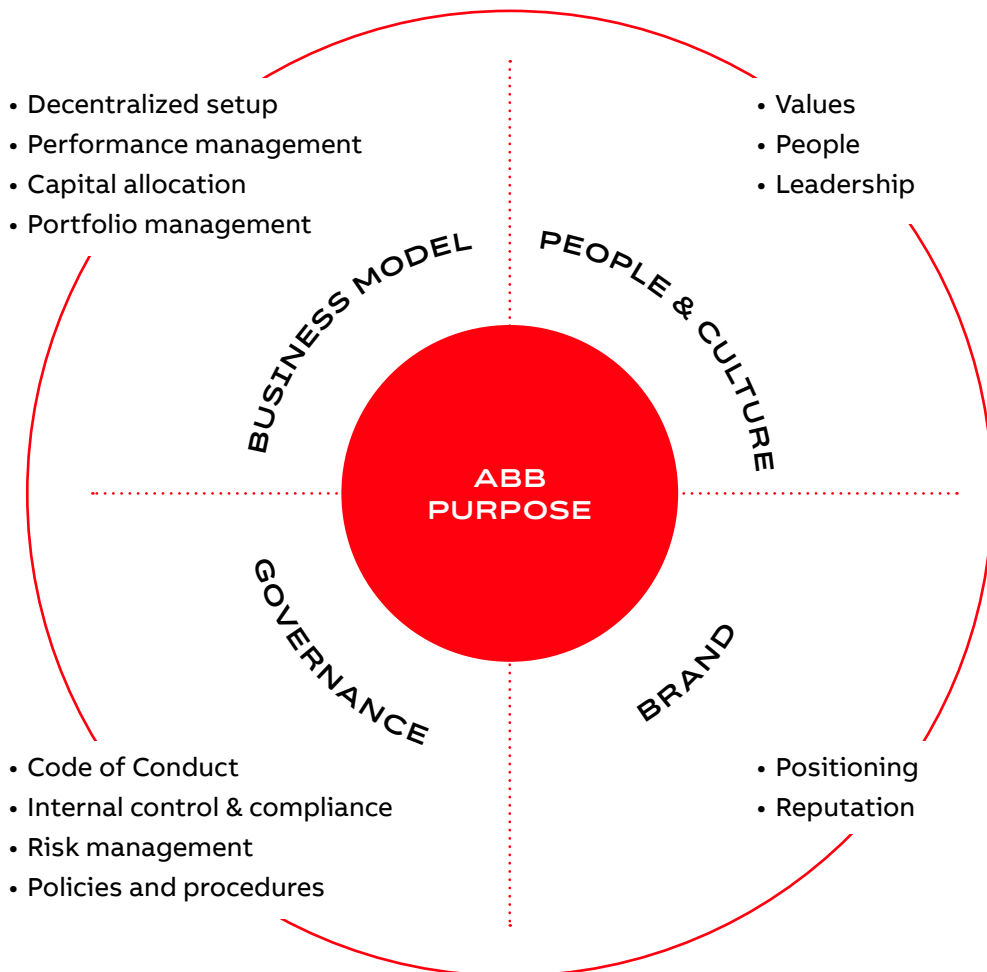 • Decentralized setup
• Performance management
• Capital allocation
• Portfolio management
• Values
• People
• Leadership
BUSINESS MODEL
PEOPLE & CULTURE
ABB
PURPOSE
GOVERNANCE
BRAND
• Code of Conduct
• Internal control & compliance
• Risk management
• Policies and procedures
• Positioning
• Reputation